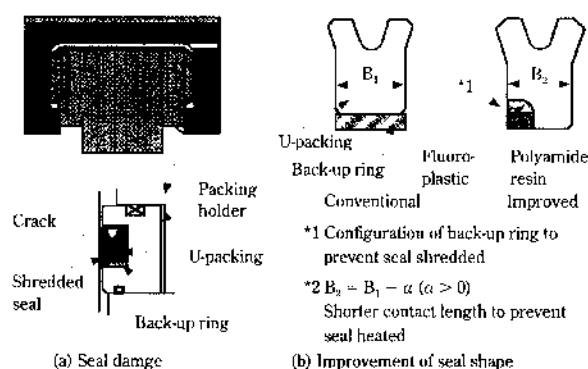 B₁
*1
B₂
U-packing
Back-up ring
Fluoro-
plastic
Polyamide
resin
Conventional
Improved
*1 Configuration of back-up ring to
prevent seal shredded
*2 B₂ = B₁ − α (α > 0)
Shorter contact length to prevent
seal heated
Packing
holder
Crack
U-packing
Shredded
seal
Back-up ring
(a) Seal damge
(b) Improvement of seal shape